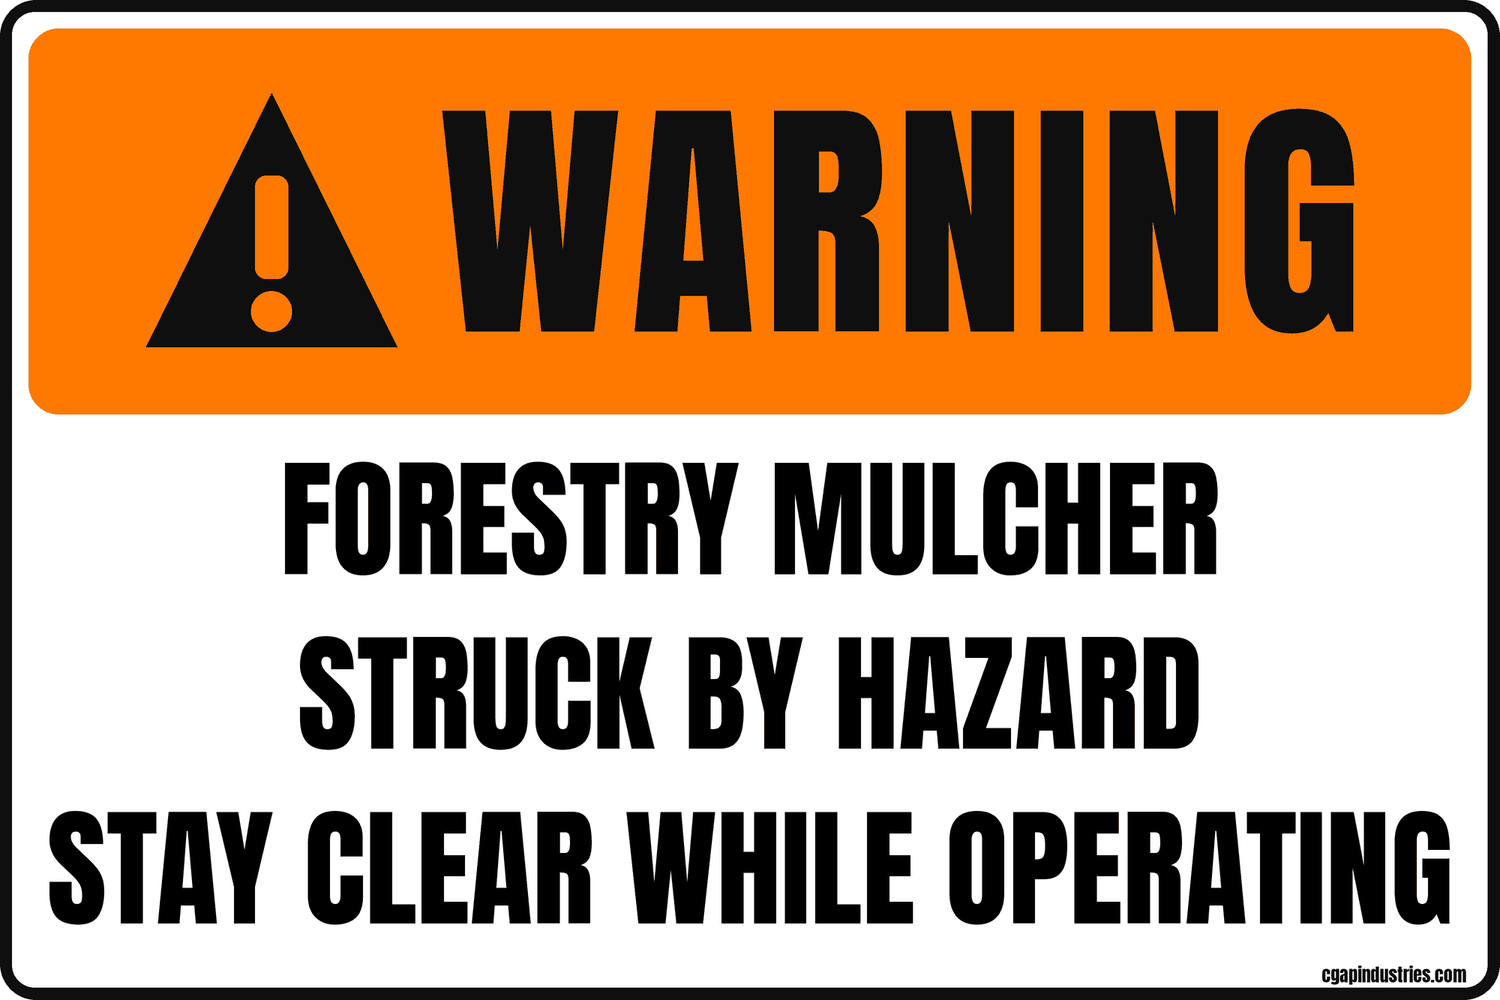 WARNING
FORESTRY MULCHER
STRUCK BY HAZARD
STAY CLEAR WHILE OPERATING
cgapindustries.com